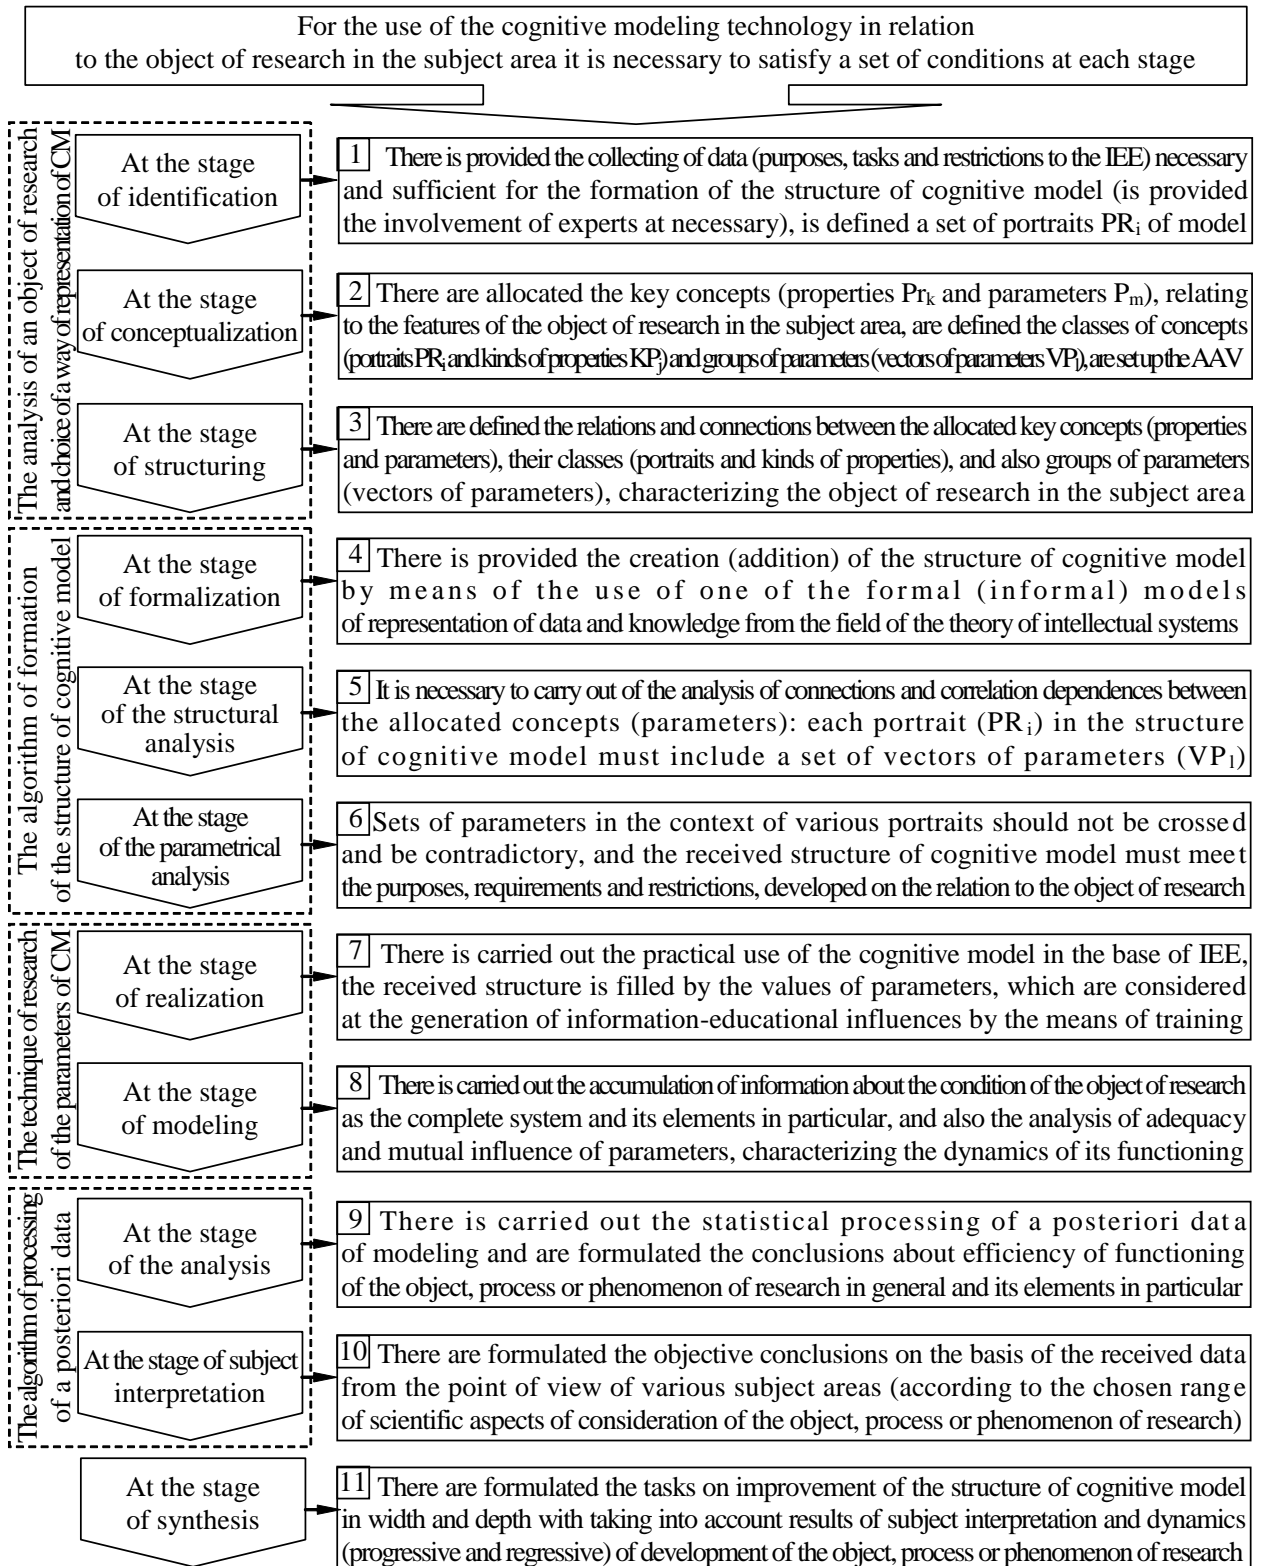 For the use of the cognitive modeling technology in relation
to the object of research in the subject area it is necessary to satisfy a set of conditions at each stage
The analysis of an object of research
and choice of a way of representation of CM
At the stage
of identification
1 There is provided the collecting of data (purposes, tasks and restrictions to the IEE) necessary
and sufficient for the formation of the structure of cognitive model (is provided
the involvement of experts at necessary), is defined a set of portraits PRi of model
At the stage
of conceptualization
2 There are allocated the key concepts (properties Prk and parameters Pm), relating
to the features of the object of research in the subject area, are defined the classes of concepts
(portraits PRi and kinds of properties KPj) and groups of parameters (vectors of parameters VPl), are set up the AAV
At the stage
of structuring
3 There are defined the relations and connections between the allocated key concepts (properties
and parameters), their classes (portraits and kinds of properties), and also groups of parameters
(vectors of parameters), characterizing the object of research in the subject area
The algorithm of formation
of the structure of cognitive model
At the stage
of formalization
4 There is provided the creation (addition) of the structure of cognitive model
by means of the use of one of the formal (informal) models
of representation of data and knowledge from the field of the theory of intellectual systems
At the stage
of the structural
analysis
5 It is necessary to carry out of the analysis of connections and correlation dependences between
the allocated concepts (parameters): each portrait (PRi) in the structure
of cognitive model must include a set of vectors of parameters (VPl)
At the stage
of the parametrical
analysis
6 Sets of parameters in the context of various portraits should not be crossed
and be contradictory, and the received structure of cognitive model must meet
the purposes, requirements and restrictions, developed on the relation to the object of research
The technique of research
of the parameters of CM
At the stage
of realization
7 There is carried out the practical use of the cognitive model in the base of IEE,
the received structure is filled by the values of parameters, which are considered
at the generation of information-educational influences by the means of training
At the stage
of modeling
8 There is carried out the accumulation of information about the condition of the object of research
as the complete system and its elements in particular, and also the analysis of adequacy
and mutual influence of parameters, characterizing the dynamics of its functioning
The algorithm of processing
of a posteriori data
At the stage
of the analysis
9 There is carried out the statistical processing of a posteriori data
of modeling and are formulated the conclusions about efficiency of functioning
of the object, process or phenomenon of research in general and its elements in particular
At the stage of subject
interpretation
10 There are formulated the objective conclusions on the basis of the received data
from the point of view of various subject areas (according to the chosen range
of scientific aspects of consideration of the object, process or phenomenon of research)
At the stage
of synthesis
11 There are formulated the tasks on improvement of the structure of cognitive model
in width and depth with taking into account results of subject interpretation and dynamics
(progressive and regressive) of development of the object, process or phenomenon of research